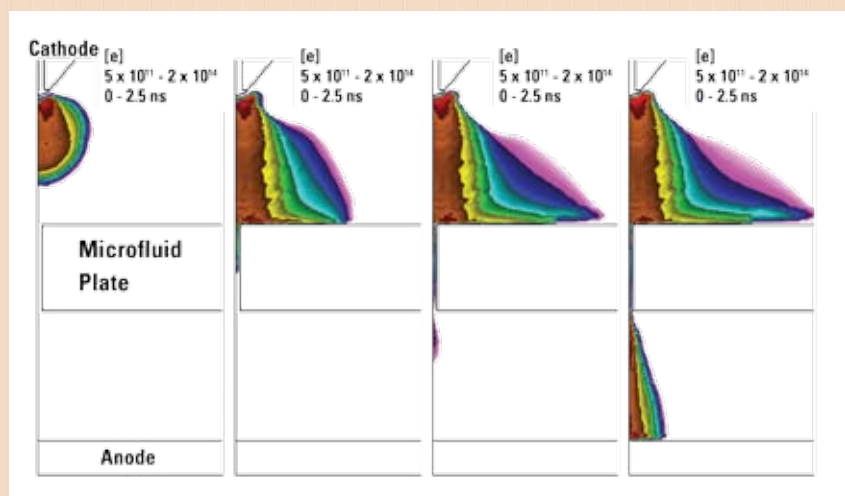 Cathode
[e]
5 x 10¹¹ - 2 x 10¹⁴
0 - 2.5 ns
[e]
5 x 10¹¹ - 2 x 10¹⁴
0 - 2.5 ns
[e]
5 x 10¹¹ - 2 x 10¹⁴
0 - 2.5 ns
[e]
5 x 10¹¹ - 2 x 10¹⁴
0 - 2.5 ns
Microfluid
Plate
Anode